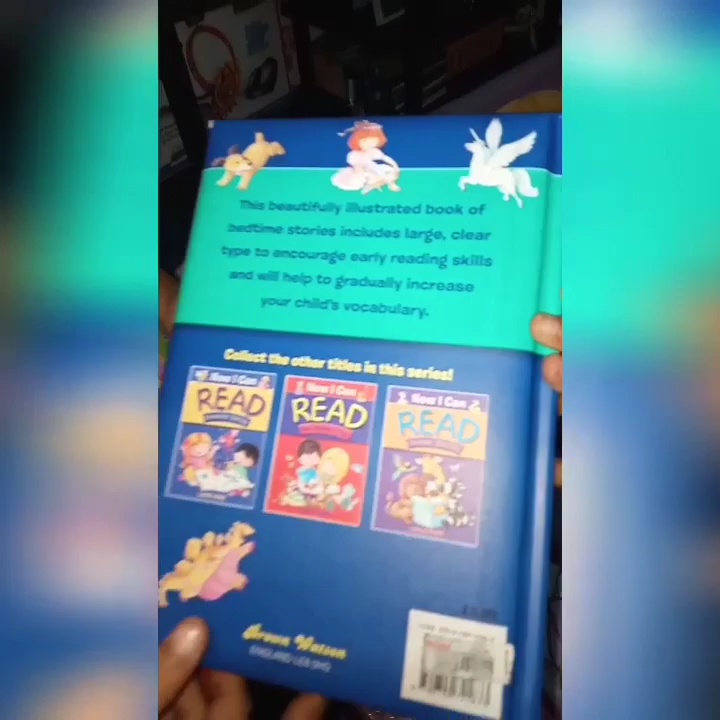 This beautifully illustrated book of
bedtime stories includes large, clear
type to encourage early reading skills
and will help to gradually increase
your child's vocabulary.
Collect the other titles in this series!
Now I Can
READ
Now I Can
READ
Now I Can
READ
Brown Watson
ENGLAND LE8